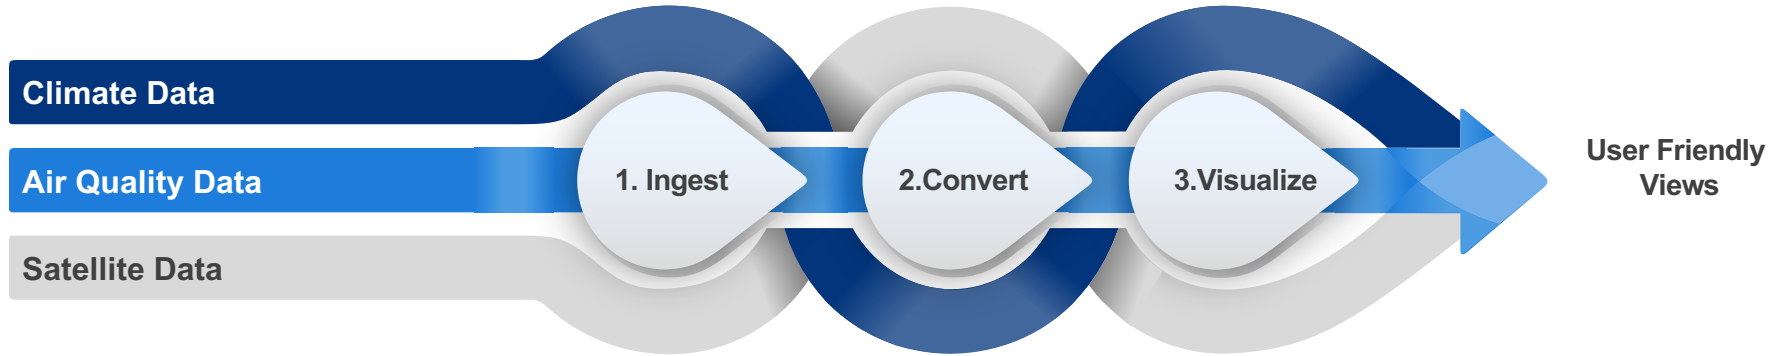 Climate Data
Air Quality Data
Satellite Data
1. Ingest
2.Convert
3.Visualize
User Friendly
Views